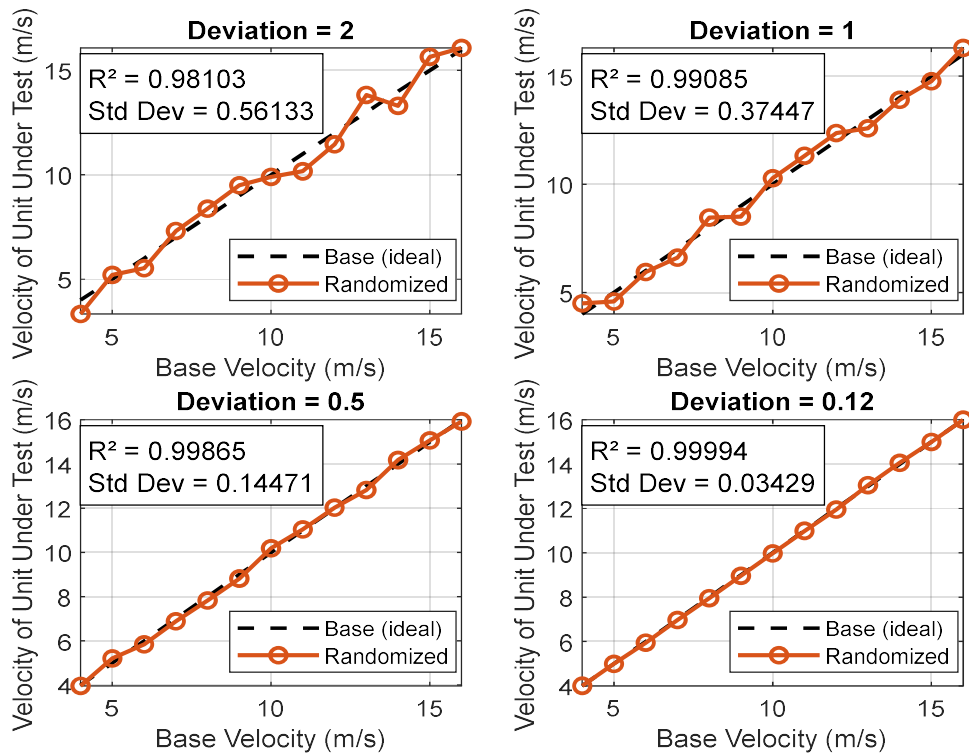 Deviation = 2
Velocity of Unit Under Test (m/s)
15
10
5
R² = 0.98103
Std Dev = 0.56133
Base (ideal)
Randomized
5
10
15
Base Velocity (m/s)
Deviation = 1
Velocity of Unit Under Test (m/s)
15
10
5
R² = 0.99085
Std Dev = 0.37447
Base (ideal)
Randomized
5
10
15
Base Velocity (m/s)
Deviation = 0.5
Velocity of Unit Under Test (m/s)
16
14
12
10
8
6
4
R² = 0.99865
Std Dev = 0.14471
Base (ideal)
Randomized
5
10
15
Base Velocity (m/s)
Deviation = 0.12
Velocity of Unit Under Test (m/s)
16
14
12
10
8
6
4
R² = 0.99994
Std Dev = 0.03429
Base (ideal)
Randomized
5
10
15
Base Velocity (m/s)